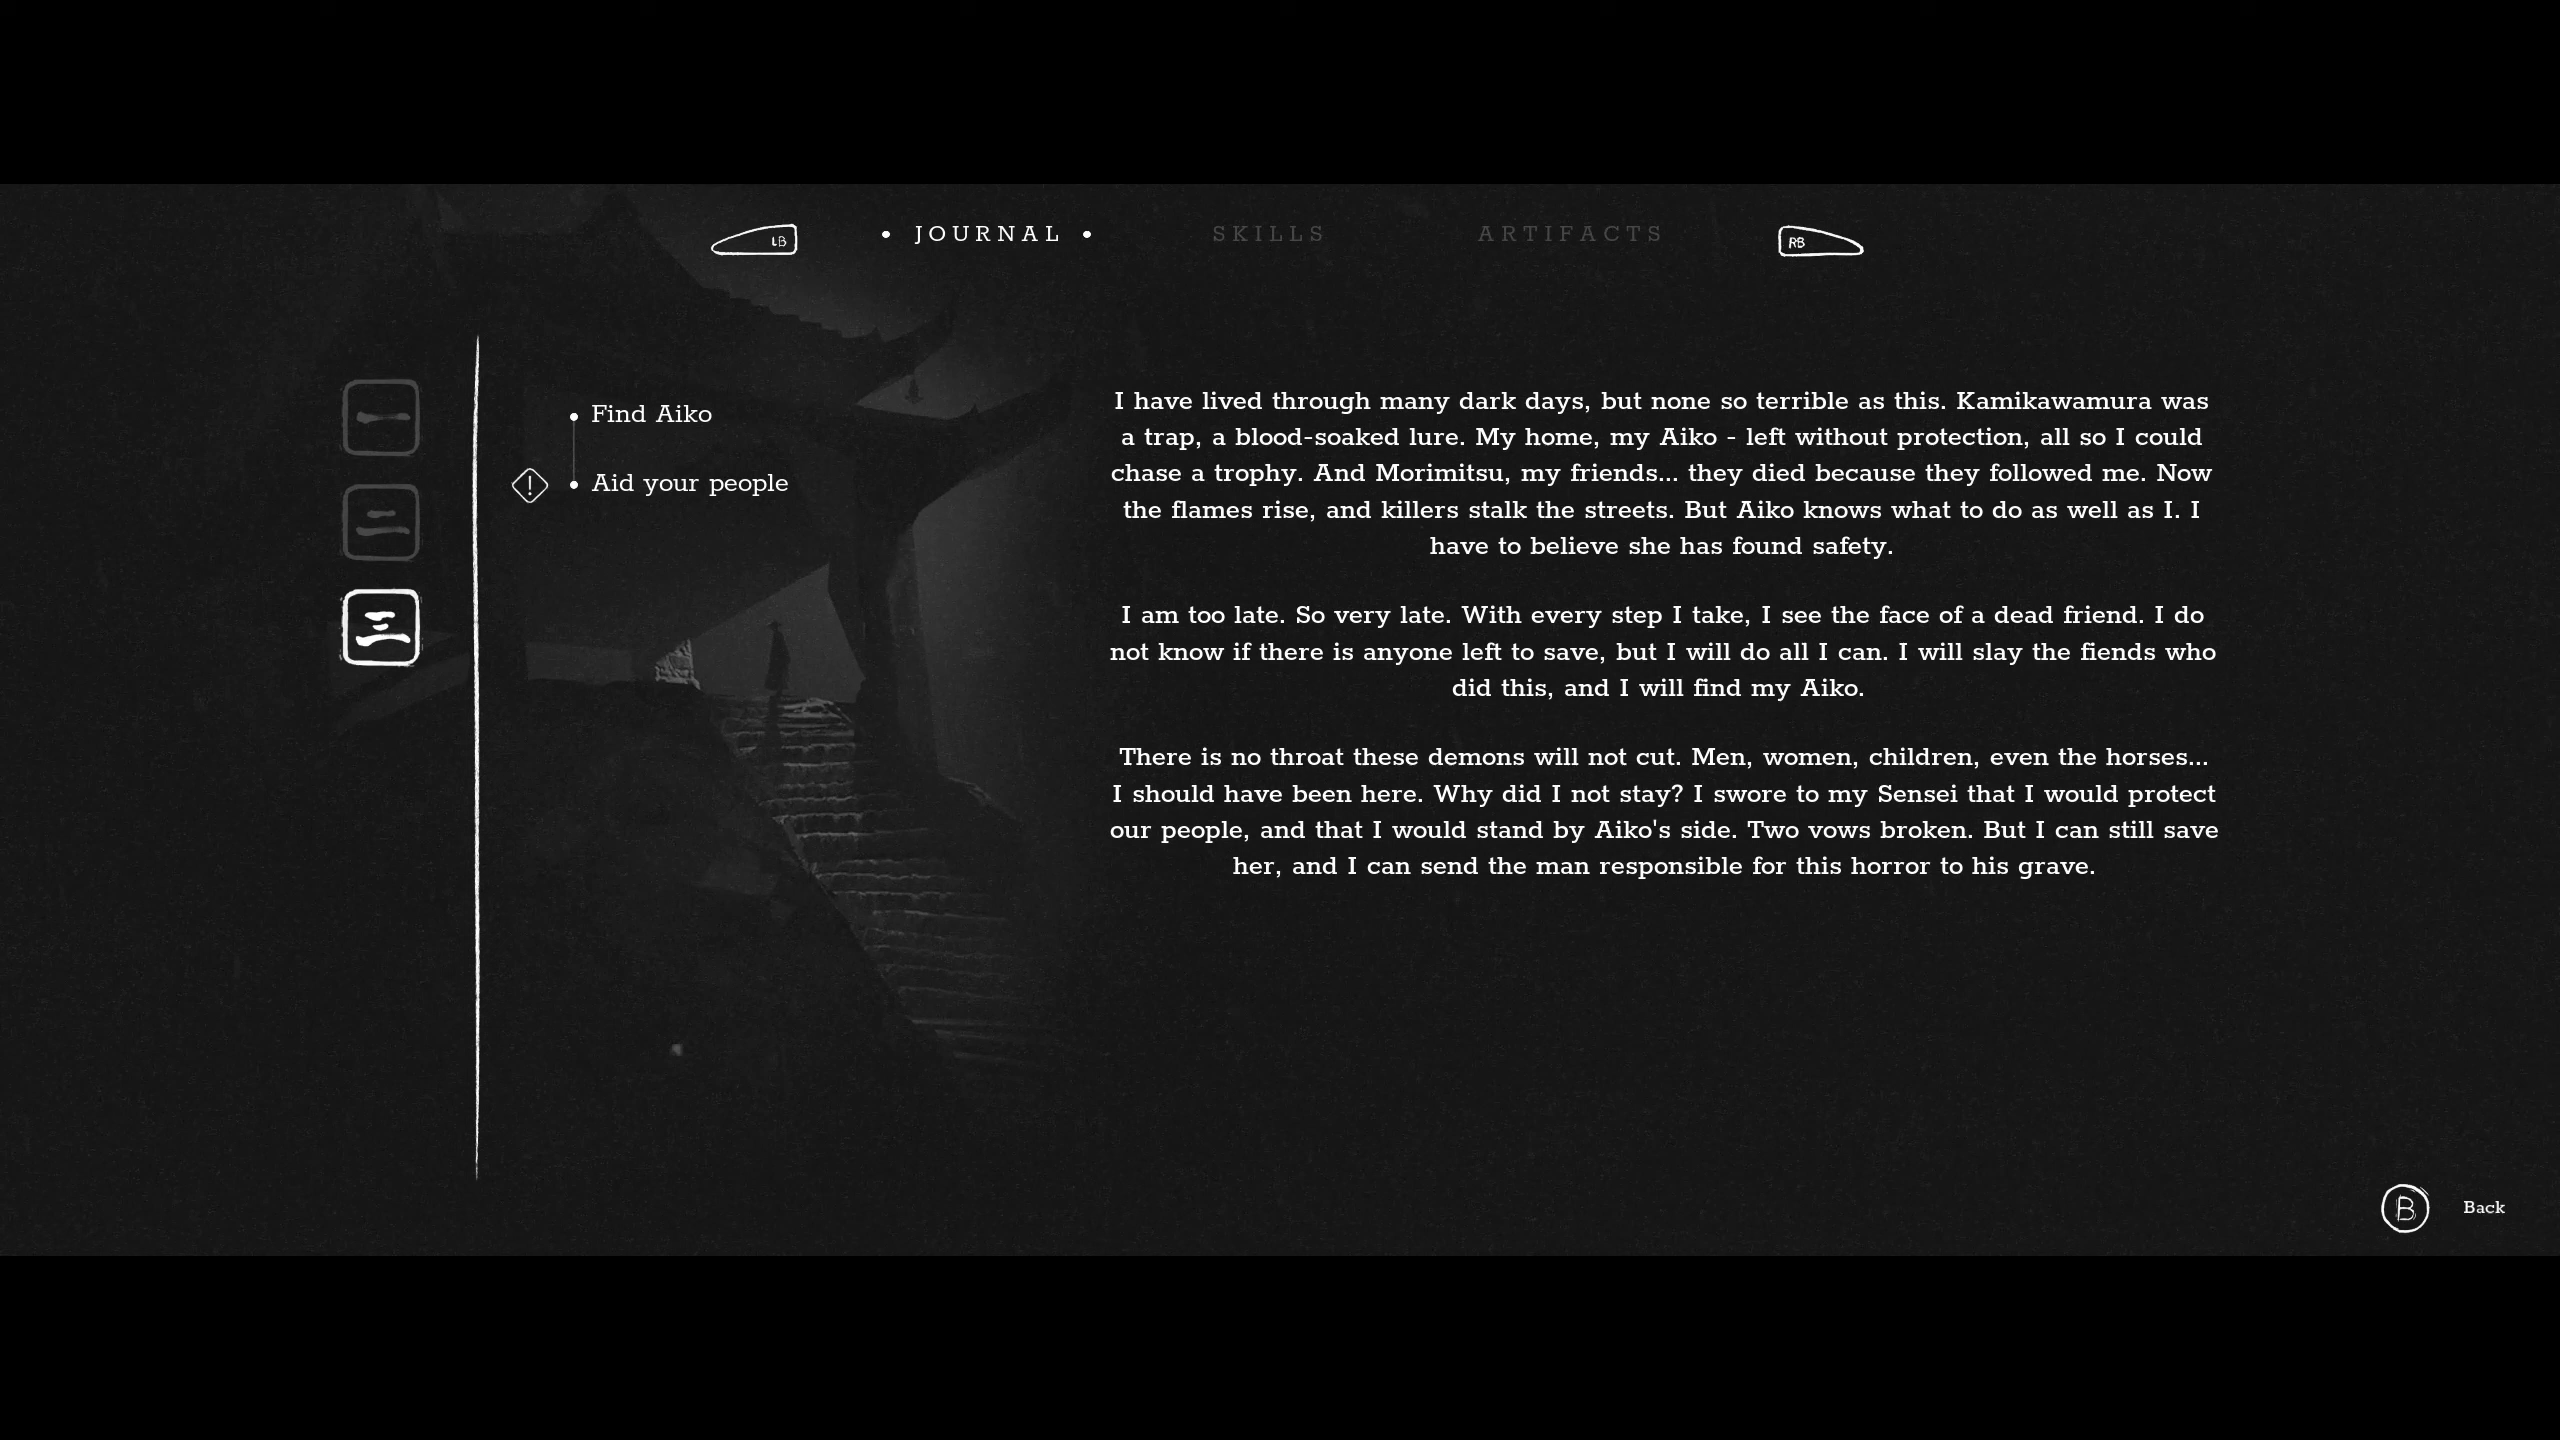 LB
• JOURNAL •
SKILLS
ARTIFACTS
RB
一
二
三
Find Aiko
! Aid your people
I have lived through many dark days, but none so terrible as this. Kamikawamura was
a trap, a blood-soaked lure. My home, my Aiko - left without protection, all so I could
chase a trophy. And Morimitsu, my friends... they died because they followed me. Now
the flames rise, and killers stalk the streets. But Aiko knows what to do as well as I. I
have to believe she has found safety.
I am too late. So very late. With every step I take, I see the face of a dead friend. I do
not know if there is anyone left to save, but I will do all I can. I will slay the fiends who
did this, and I will find my Aiko.
There is no throat these demons will not cut. Men, women, children, even the horses...
I should have been here. Why did I not stay? I swore to my Sensei that I would protect
our people, and that I would stand by Aiko's side. Two vows broken. But I can still save
her, and I can send the man responsible for this horror to his grave.
B Back